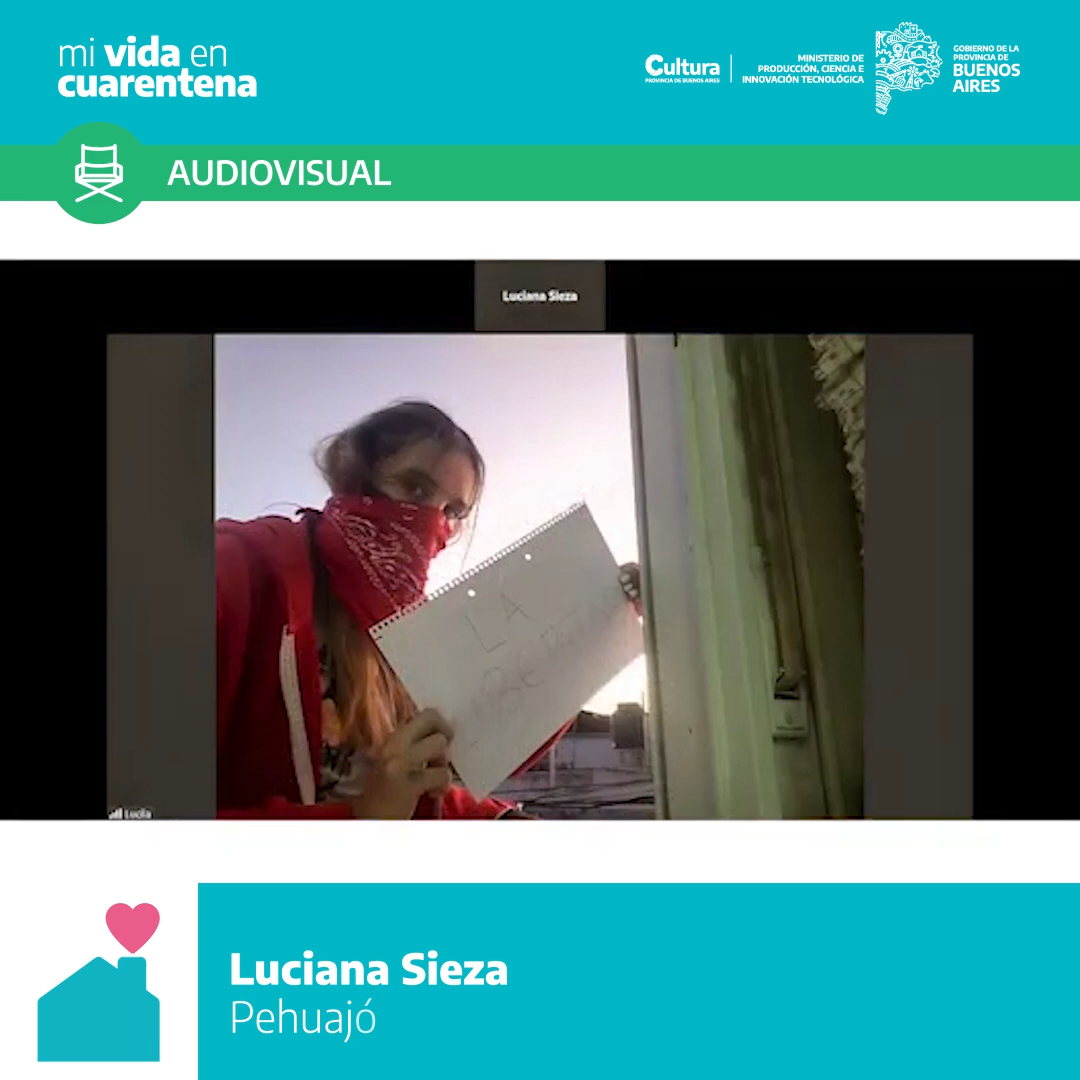 mi vida en
cuarentena
Cultura
PROVINCIA DE BUENOS AIRES
MINISTERIO DE
PRODUCCIÓN, CIENCIA E
INNOVACIÓN TECNOLÓGICA
GOBIERNO DE LA
PROVINCIA DE
BUENOS
AIRES
AUDIOVISUAL
Luciana Sieza
LA
Lucía
Luciana Sieza
Pehuajó